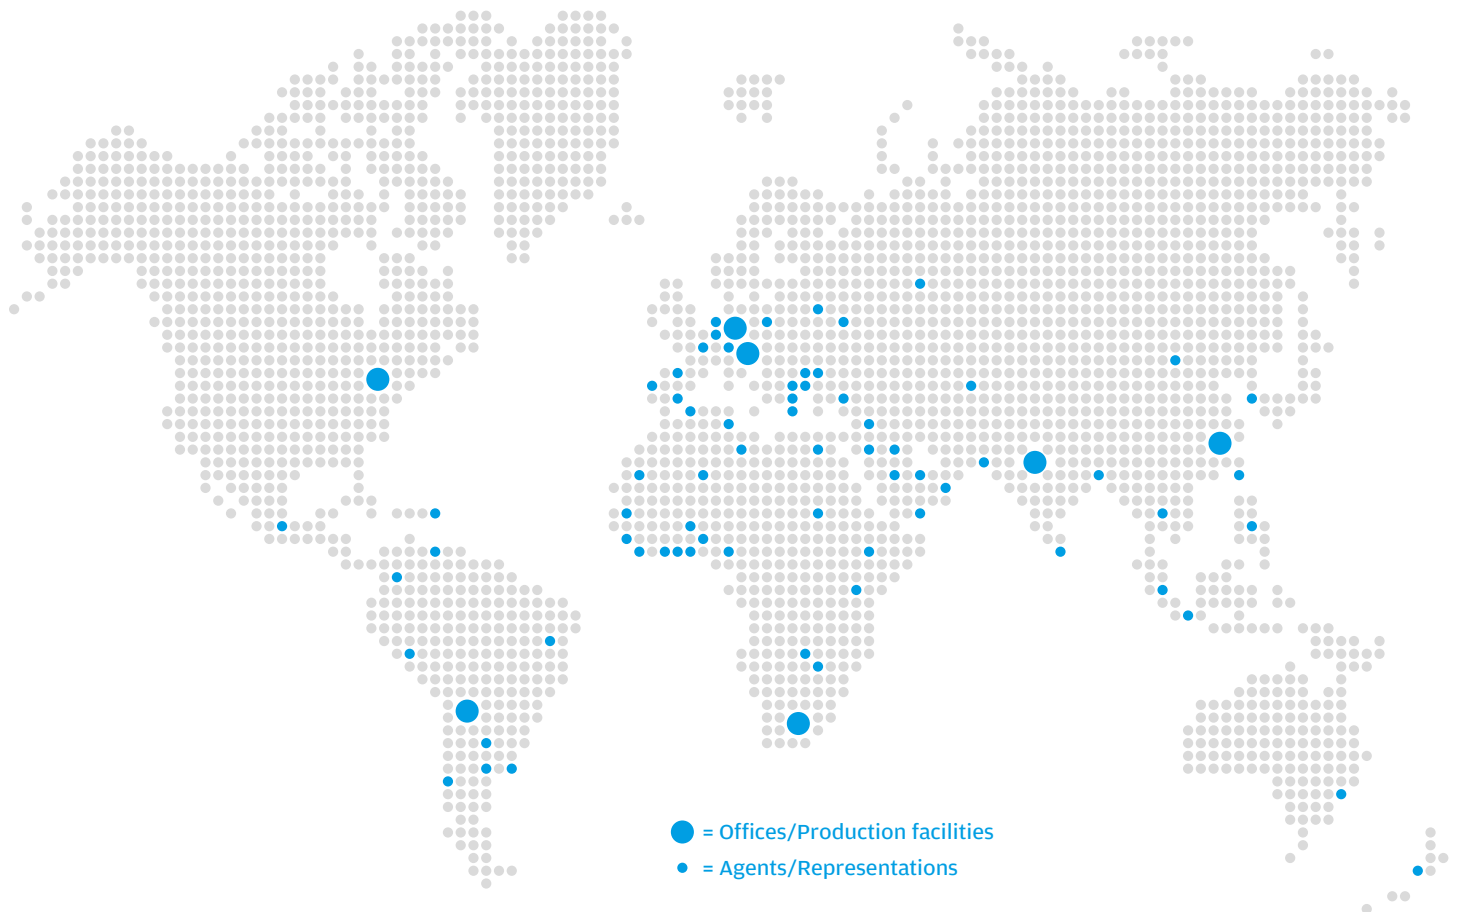 = Offices/Production facilities
= Agents/Representations